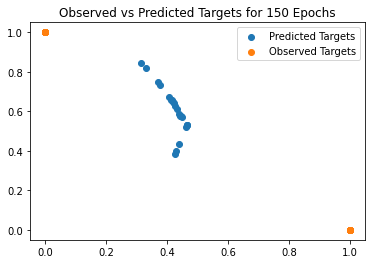 Observed vs Predicted Targets for 150 Epochs
Predicted Targets
Observed Targets
1.0
0.8
0.6
0.4
0.2
0.0
0.0 0.2 0.4 0.6 0.8 1.0